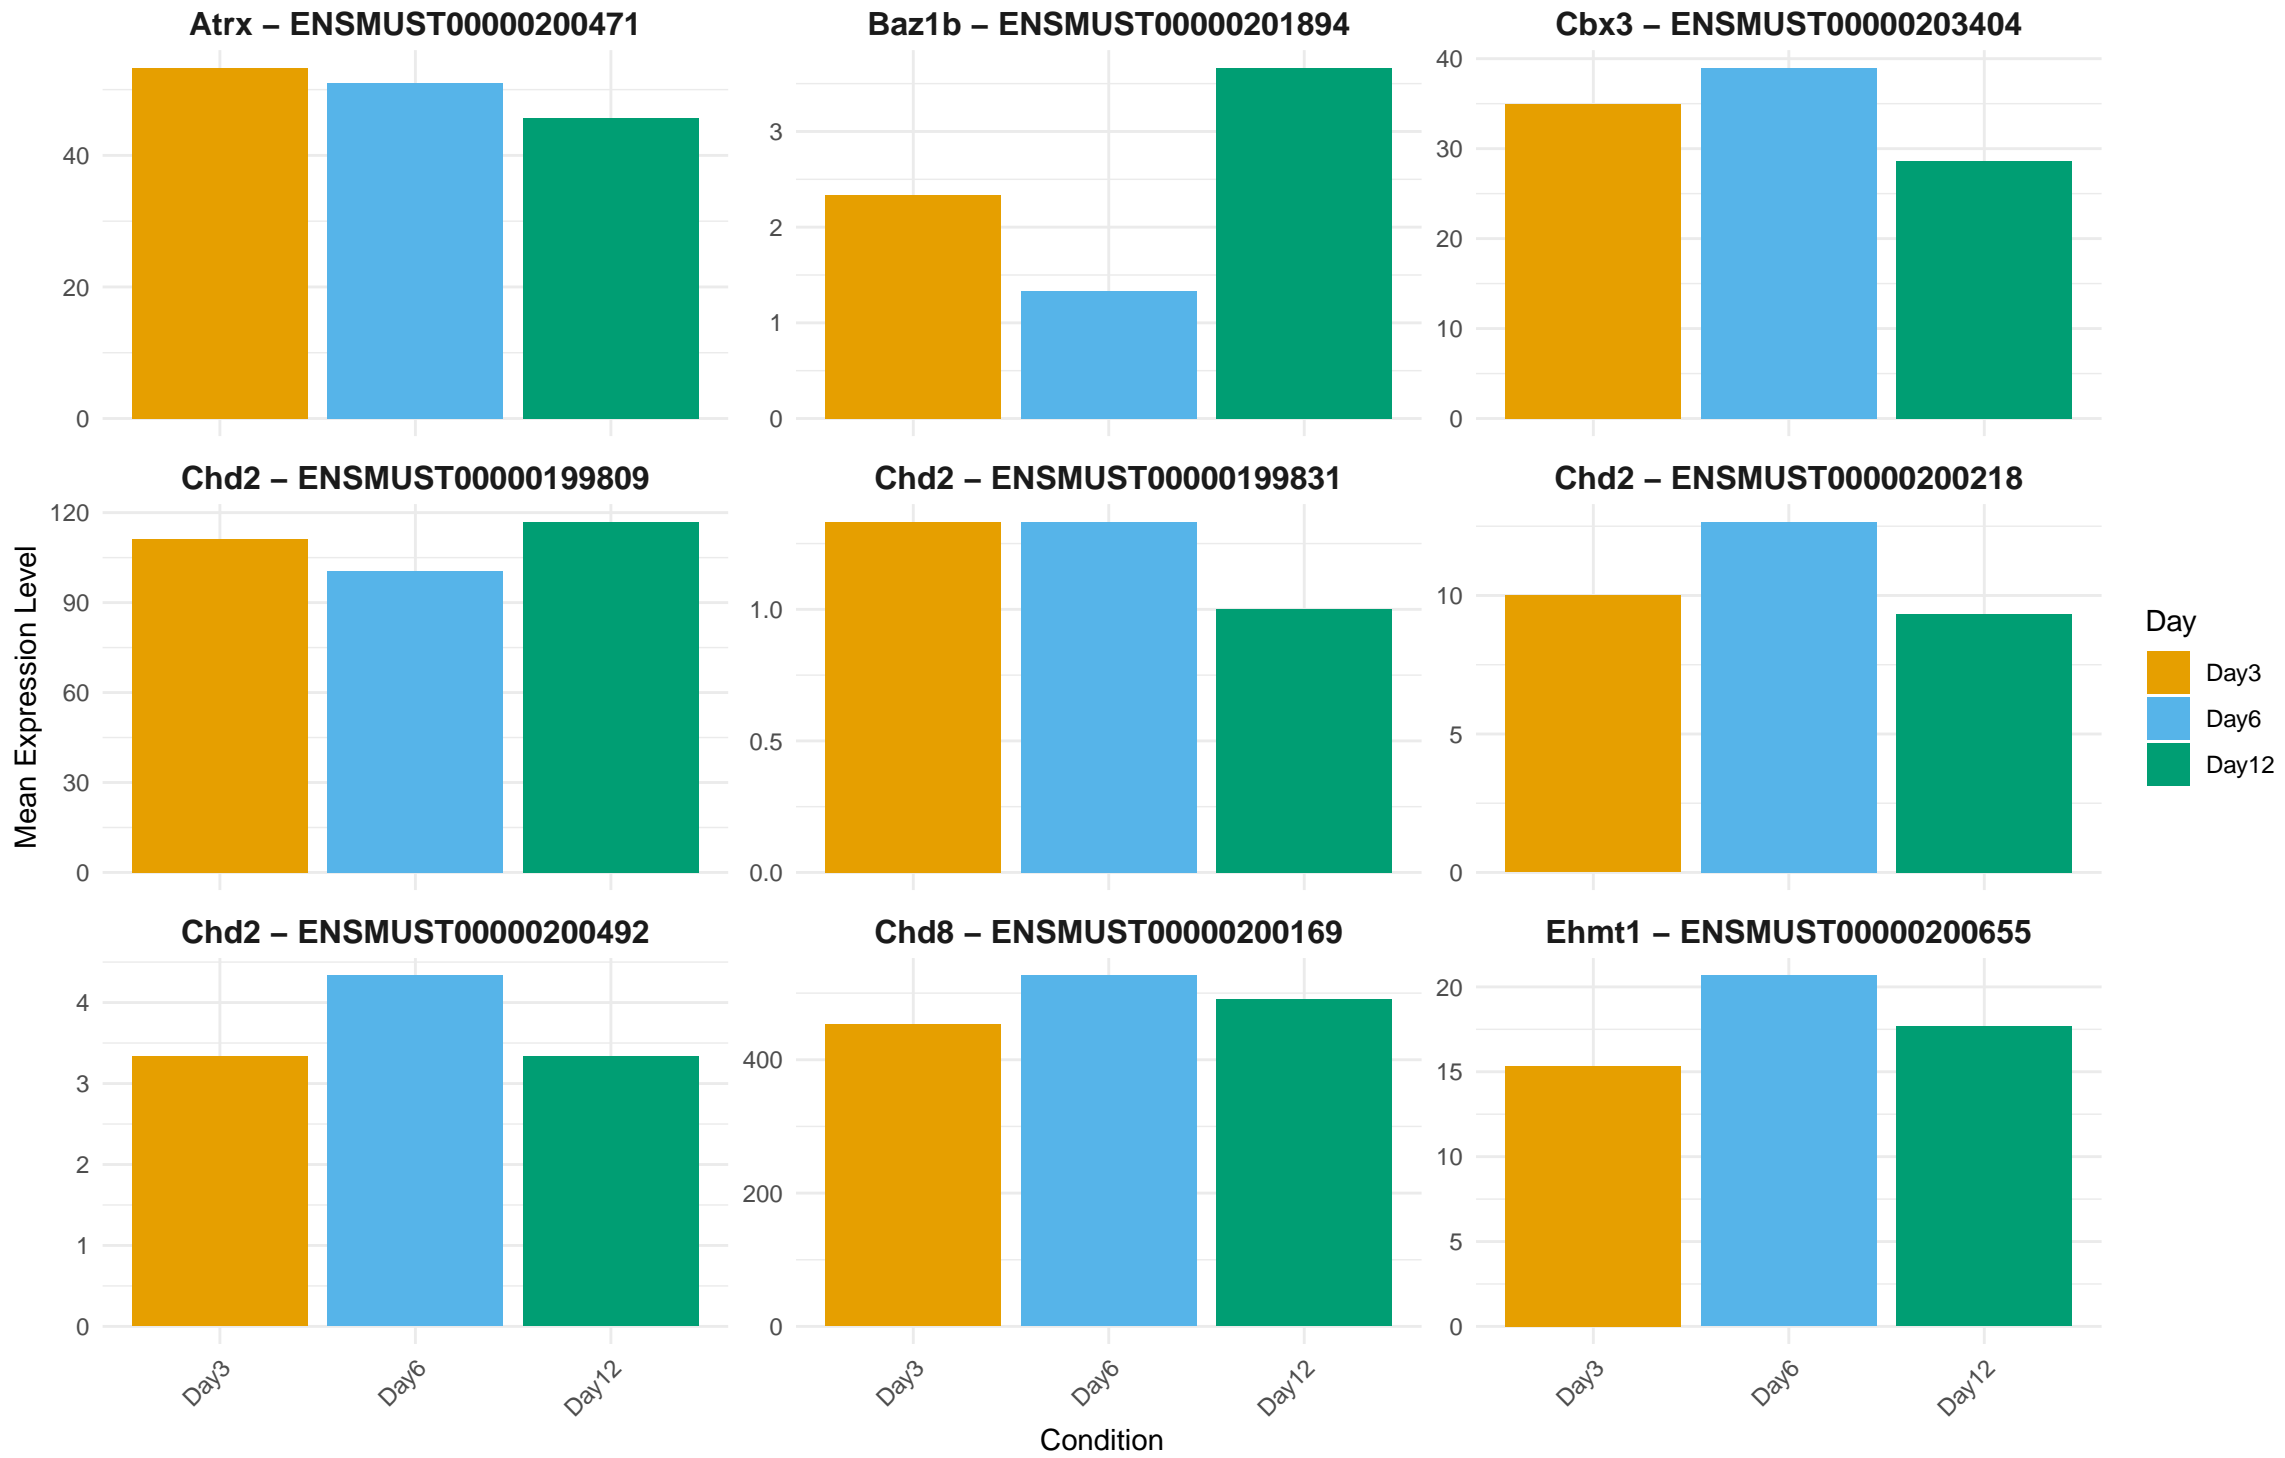 Atrx – ENSMUST00000200471
Baz1b – ENSMUST00000201894
Cbx3 – ENSMUST00000203404
40
20
0
3
2
1
0
40
30
20
10
0
Chd2 – ENSMUST00000199809
Chd2 – ENSMUST00000199831
Chd2 – ENSMUST00000200218
120
90
60
30
0
1.0
0.5
0.0
10
5
0
Chd2 – ENSMUST00000200492
Chd8 – ENSMUST00000200169
Ehmt1 – ENSMUST00000200655
4
3
2
1
0
400
200
0
20
15
10
5
0
Day3
Day6
Day12
Day3
Day6
Day12
Day3
Day6
Day12
Condition
Mean Expression Level
Day
Day3
Day6
Day12